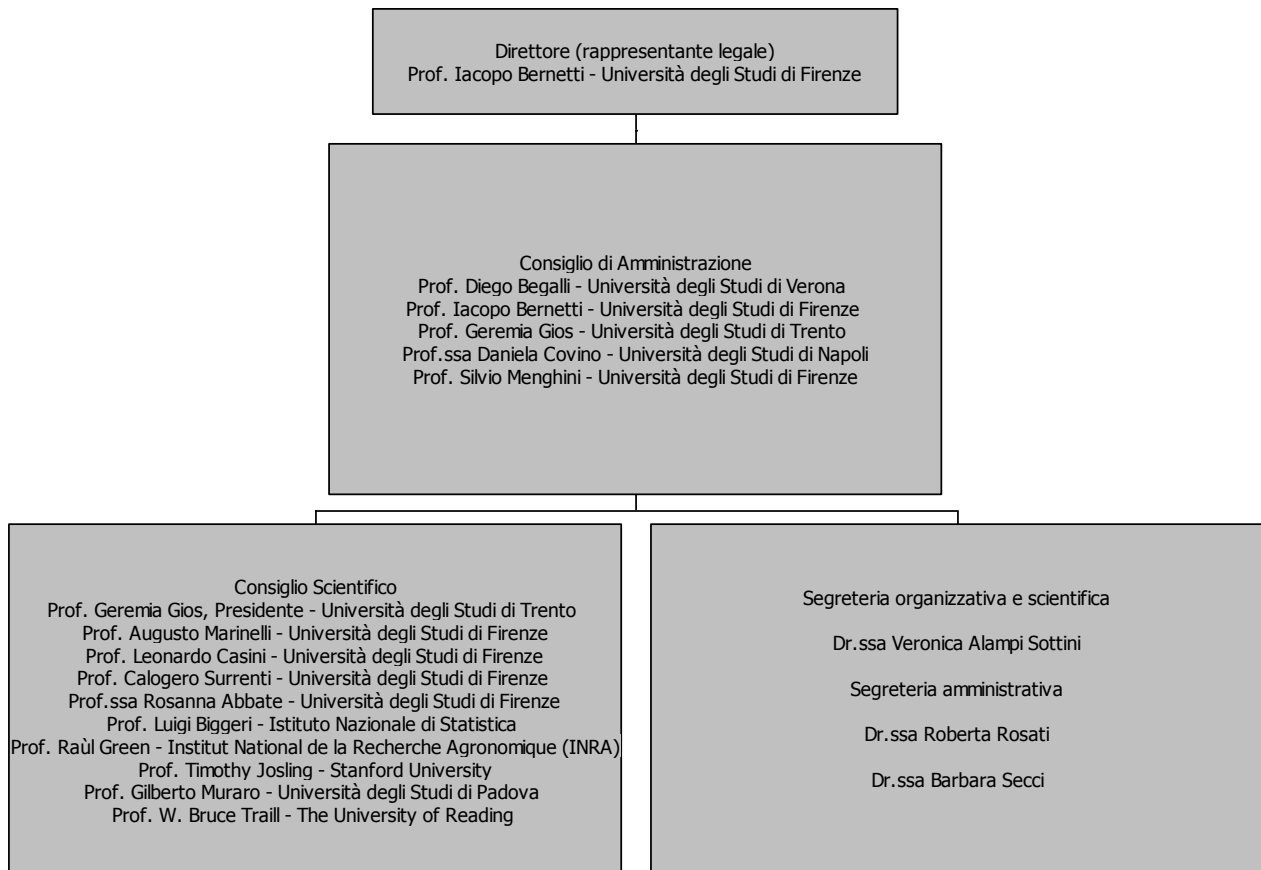 Direttore (rappresentante legale)
Prof. Iacopo Bernetti - Università degli Studi di Firenze
Consiglio di Amministrazione
Prof. Diego Begalli - Università degli Studi di Verona
Prof. Iacopo Bernetti - Università degli Studi di Firenze
Prof. Geremia Gios - Università degli Studi di Trento
Prof.ssa Daniela Covino - Università degli Studi di Napoli
Prof. Silvio Menghini - Università degli Studi di Firenze
Consiglio Scientifico
Prof. Geremia Gios, Presidente - Università degli Studi di Trento
Prof. Augusto Marinelli - Università degli Studi di Firenze
Prof. Leonardo Casini - Università degli Studi di Firenze
Prof. Calogero Surrenti - Università degli Studi di Firenze
Prof.ssa Rosanna Abbate - Università degli Studi di Firenze
Prof. Luigi Biggeri - Istituto Nazionale di Statistica
Prof. Raùl Green - Institut National de la Recherche Agronomique (INRA)
Prof. Timothy Josling - Stanford University
Prof. Gilberto Muraro - Università degli Studi di Padova
Prof. W. Bruce Traill - The University of Reading
Segreteria organizzativa e scientifica
Dr.ssa Veronica Alampi Sottini
Segreteria amministrativa
Dr.ssa Roberta Rosati
Dr.ssa Barbara Secci